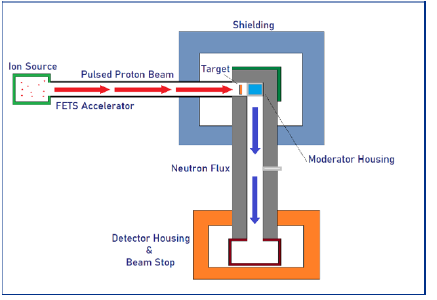 Shielding
Ion Source
Pulsed Proton Beam
Target
FETS Accelerator
Moderator Housing
Neutron Flux
Detector Housing
&
Beam Stop